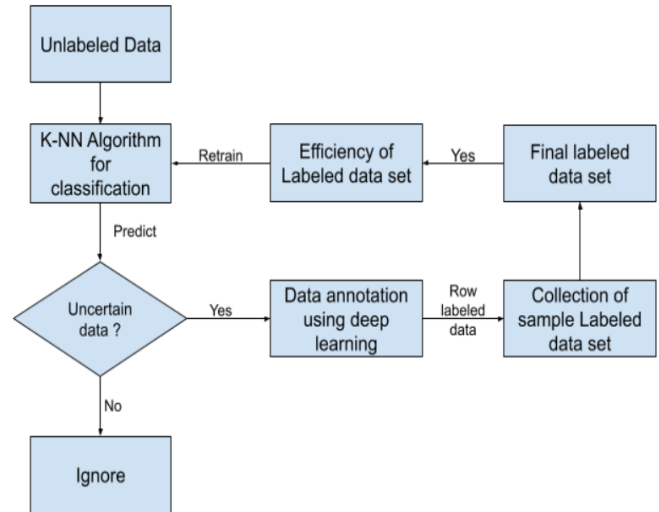 Unlabeled Data
K-NN Algorithm
for
classification
Retrain
Efficiency of
Labeled data set
Yes
Final labeled
data set
Predict
Uncertain
data ?
Yes
Data annotation
using deep
learning
Row
labeled
data
Collection of
sample Labeled
data set
No
Ignore